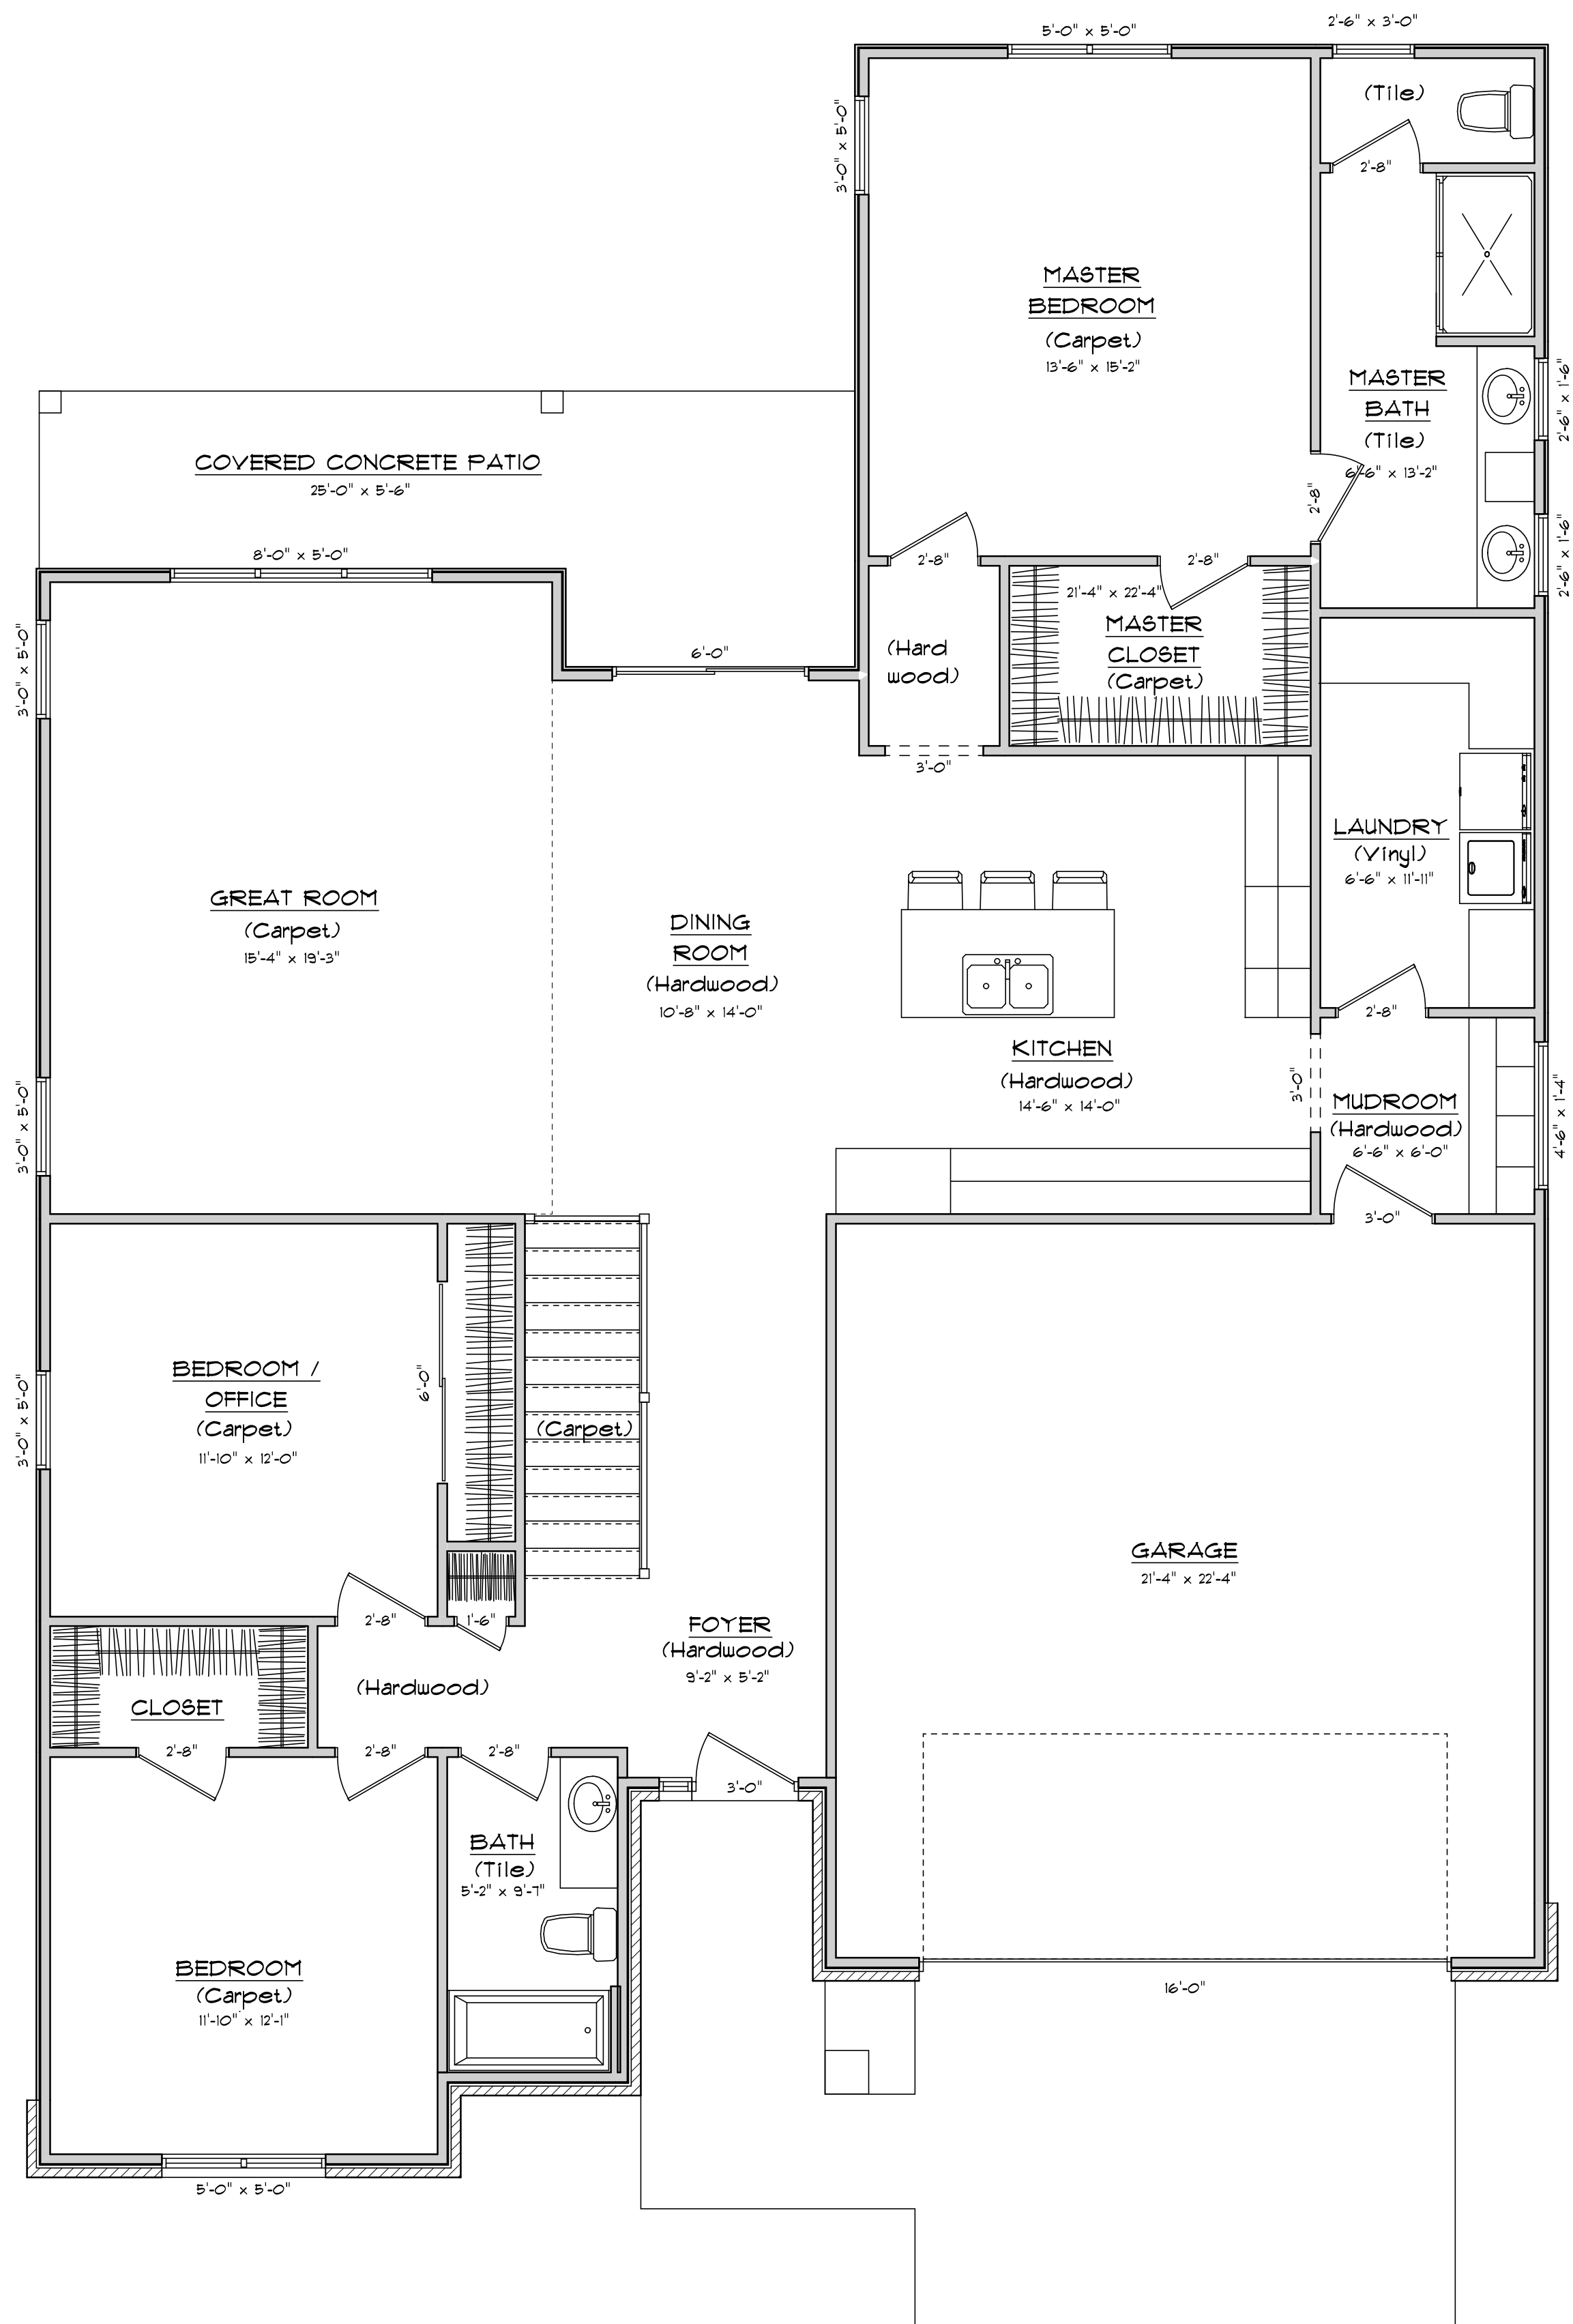 5'-0" x 5'-0"
2'-6" x 3'-0"
(Tile)
3'-0" x 5'-0"
2'-8"
MASTER
BEDROOM
(Carpet)
13'-6" x 15'-2"
MASTER
BATH
(Tile)
6'-6" x 13'-2"
2'-6" x 1'-6"
2'-8"
2'-6" x 1'-6"
COVERED CONCRETE PATIO
25'-0" x 5'-6"
8'-0" x 5'-0"
2'-8"
2'-8"
21'-4" x 22'-4"
MASTER
CLOSET
(Carpet)
(Hard
wood)
6'-0"
3'-0" x 5'-0"
3'-0"
LAUNDRY
(Vinyl)
6'-6" x 11'-11"
GREAT ROOM
(Carpet)
15'-4" x 19'-3"
DINING
ROOM
(Hardwood)
10'-8" x 14'-0"
2'-8"
KITCHEN
(Hardwood)
14'-6" x 14'-0"
3'-0"
MUDROOM
(Hardwood)
6'-6" x 6'-0"
4'-6" x 1'-4"
3'-0" x 5'-0"
3'-0"
BEDROOM /
OFFICE
(Carpet)
11'-10" x 12'-0"
6'-0"
3'-0" x 5'-0"
(Carpet)
GARAGE
21'-4" x 22'-4"
2'-8"
1'-6"
FOYER
(Hardwood)
9'-2" x 5'-2"
(Hardwood)
CLOSET
2'-8"
2'-8"
2'-8"
3'-0"
BATH
(Tile)
5'-2" x 9'-7"
BEDROOM
(Carpet)
11'-10" x 12'-1"
16'-0"
5'-0" x 5'-0"